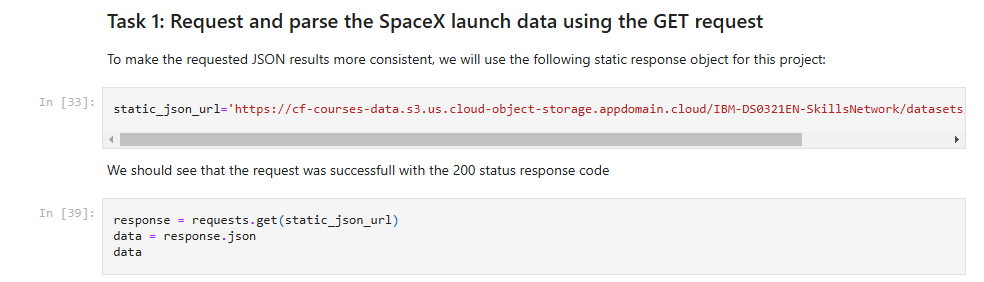 Task 1: Request and parse the SpaceX launch data using the GET request
To make the requested JSON results more consistent, we will use the following static response object for this project:
In [33]:
static_json_url='https://cf-courses-data.s3.us.cloud-object-storage.appdomain.cloud/IBM-DS0321EN-SkillsNetwork/datasets
We should see that the request was successfull with the 200 status response code
In [39]:
response = requests.get(static_json_url)
data = response.json
data